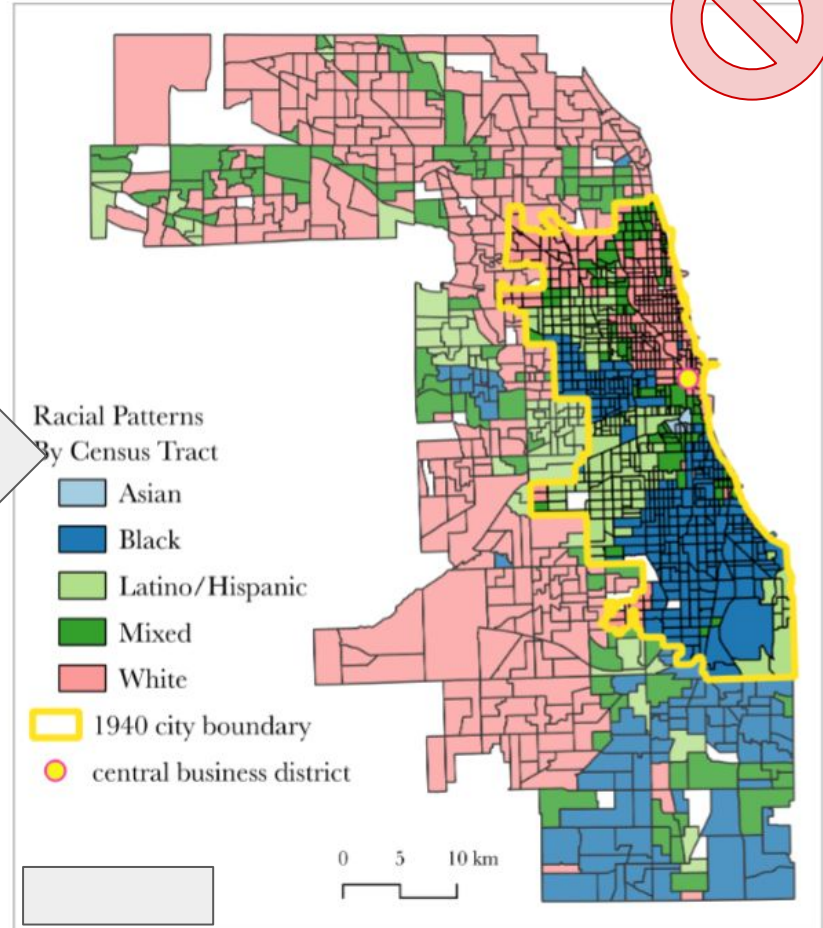 Racial Patterns
By Census Tract
Asian
Black
Latino/Hispanic
Mixed
White
1940 city boundary
central business district
0 5 10 km